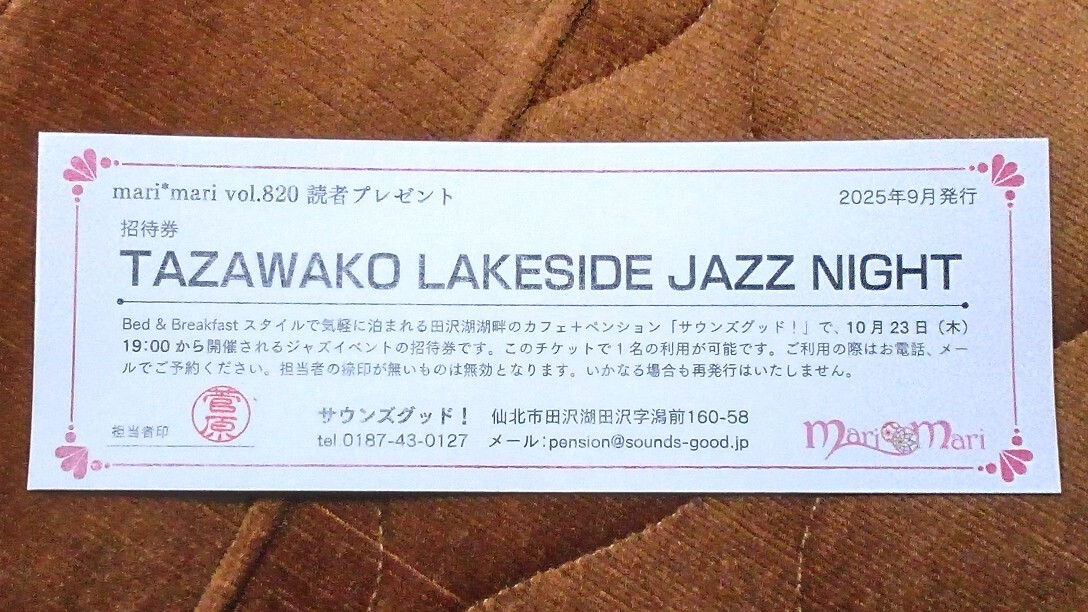 mari*mari vol.820 読者プレゼント
2025年9月発行
招待券
TAZAWAKO LAKESIDE JAZZ NIGHT
Bed & Breakfast スタイルで気軽に泊まれる田沢湖湖畔のカフェ＋ペンション「サウンズグッド！」で、10月23日（木）
19:00から開催されるジャズイベントの招待券です。このチケットで1名の利用が可能です。ご利用の際はお電話、メー
ルでご予約ください。担当者の捺印が無いものは無効となります。いかなる場合も再発行はいたしません。
担当者印
菅原
サウンズグッド！ 仙北市田沢湖田沢字潟前160-58
tel.0187-43-0127 メール：pension@sounds-good.jp
Mari Mari